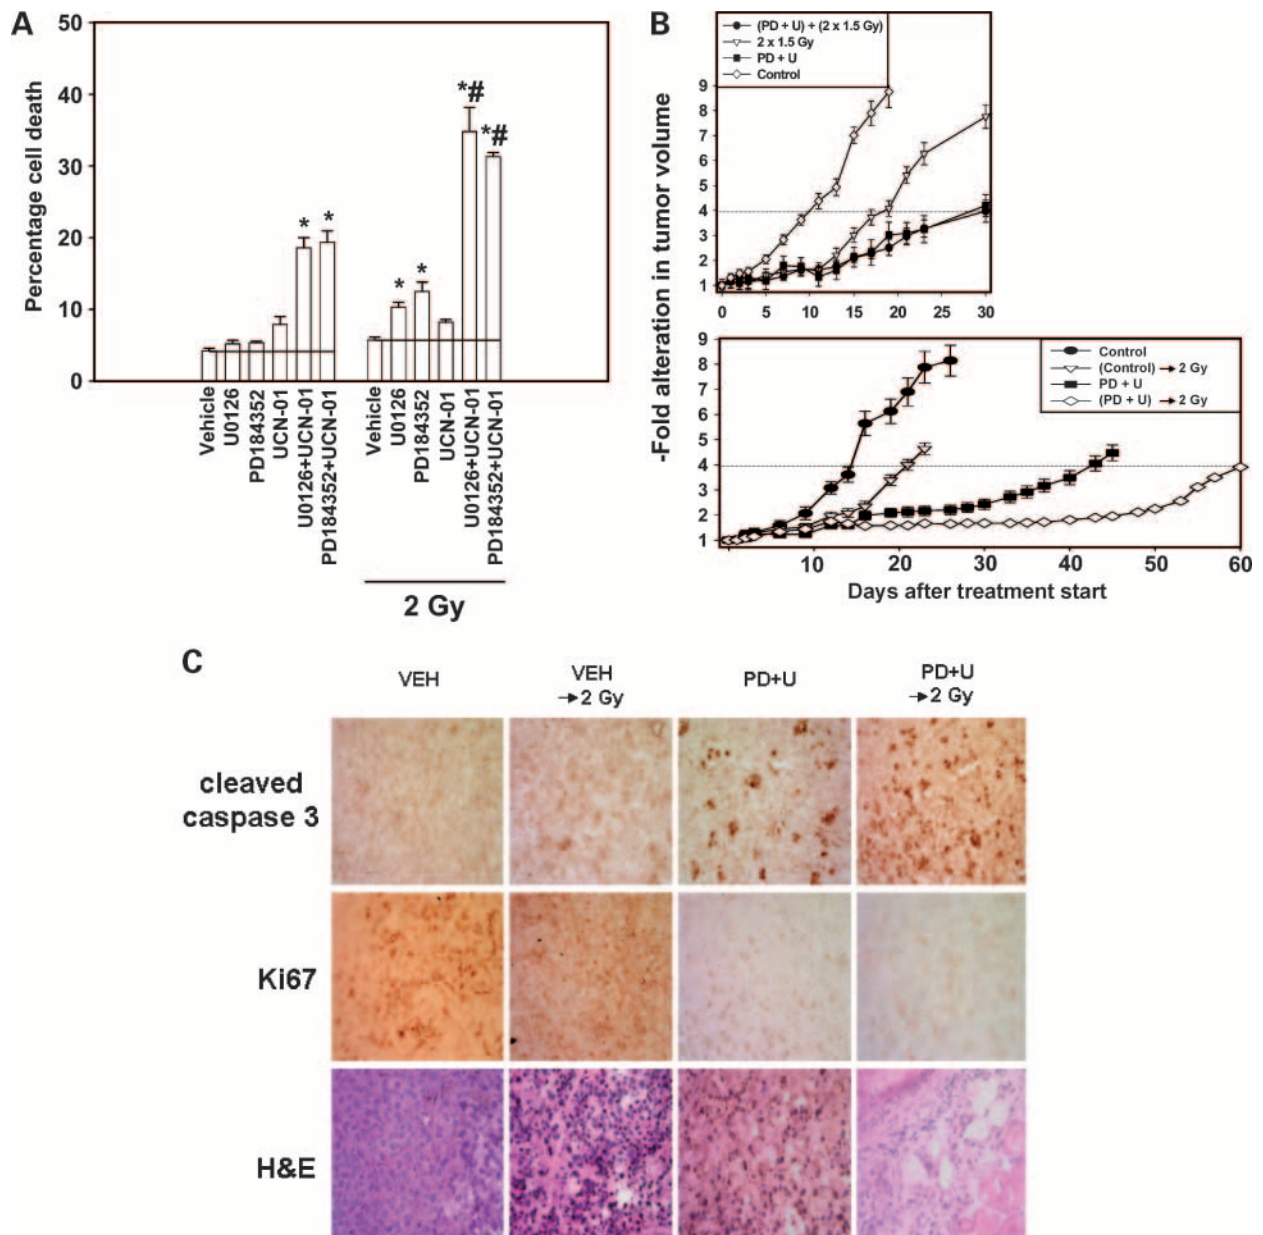 A
50
40
30
20
10
0
Percentage cell death
*
*
*
*
*#
*#
Vehicle
U0126
PD184352
UCN-01
U0126+UCN-01
PD184352+UCN-01
Vehicle
U0126
PD184352
UCN-01
U0126+UCN-01
PD184352+UCN-01
2 Gy
B
(PD + U) + (2 x 1.5 Gy)
2 x 1.5 Gy
PD + U
Control
9
8
7
6
5
4
3
2
1
0 5 10 15 20 25 30
-Fold alteration in tumor volume
Control
(Control) → 2 Gy
PD + U
(PD + U) → 2 Gy
9
8
7
6
5
4
3
2
1
10 20 30 40 50 60
Days after treatment start
C
VEH
VEH
→2 Gy
PD+U
PD+U
→2 Gy
cleaved
caspase 3
Ki67
H&E